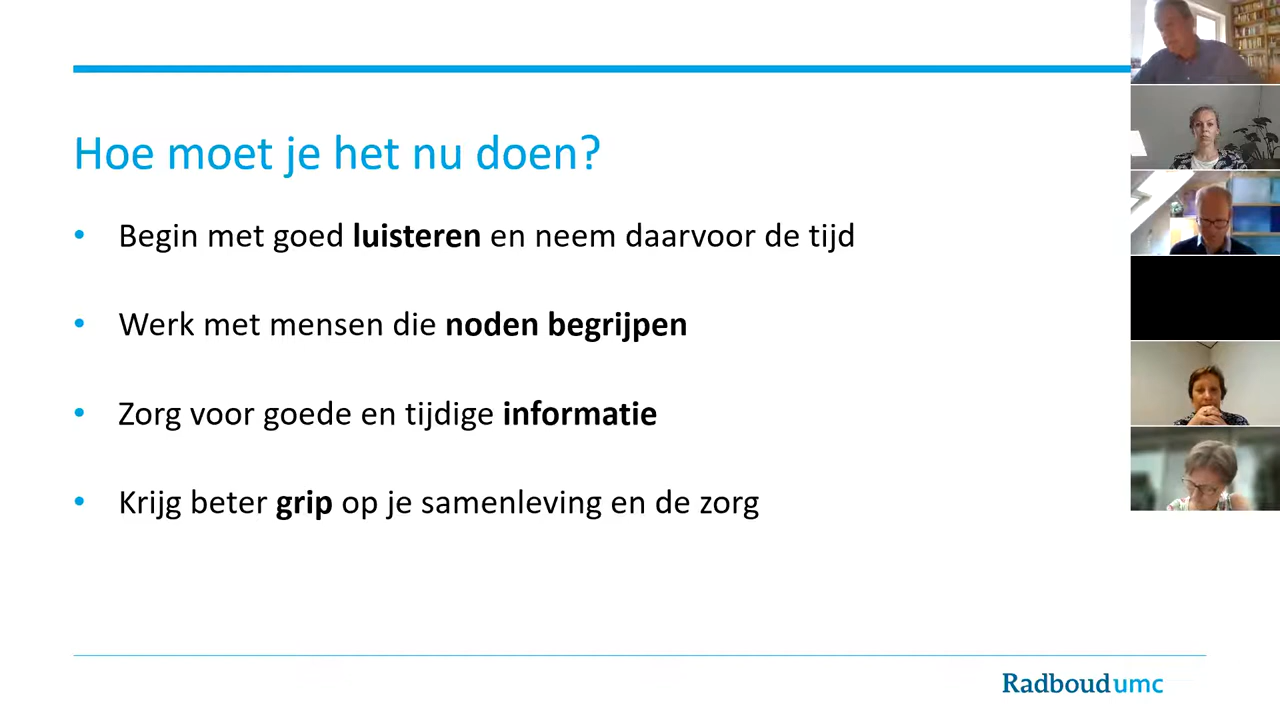 Hoe moet je het nu doen?
• Begin met goed luisteren en neem daarvoor de tijd
• Werk met mensen die noden begrijpen
• Zorg voor goede en tijdige informatie
• Krijg beter grip op je samenleving en de zorg
Radboudumc